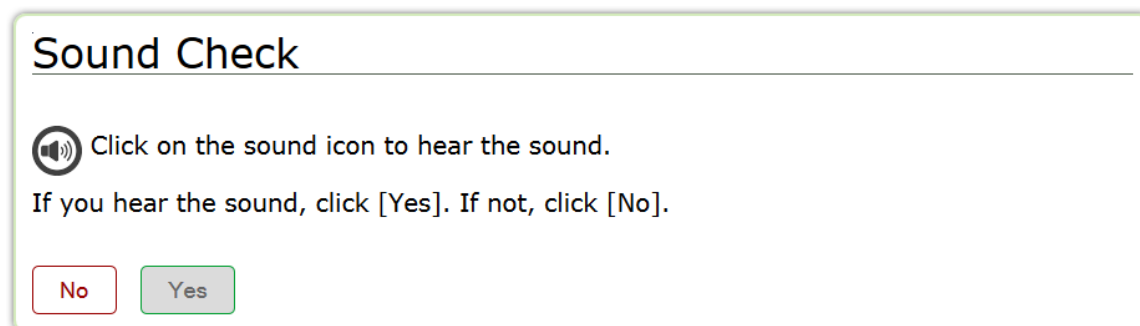 Sound Check
Click on the sound icon to hear the sound.
If you hear the sound, click [Yes]. If not, click [No].
No Yes